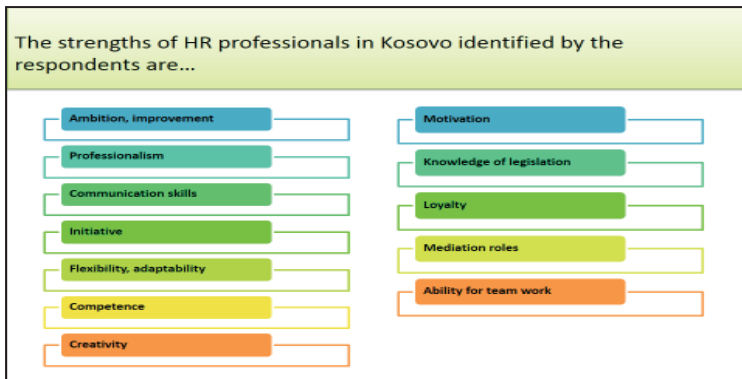 The strengths of HR professionals in Kosovo identified by the
respondents are...
Ambition, improvement
Professionalism
Communication skills
Initiative
Flexibility, adaptability
Competence
Creativity
Motivation
Knowledge of legislation
Loyalty
Mediation roles
Ability for team work